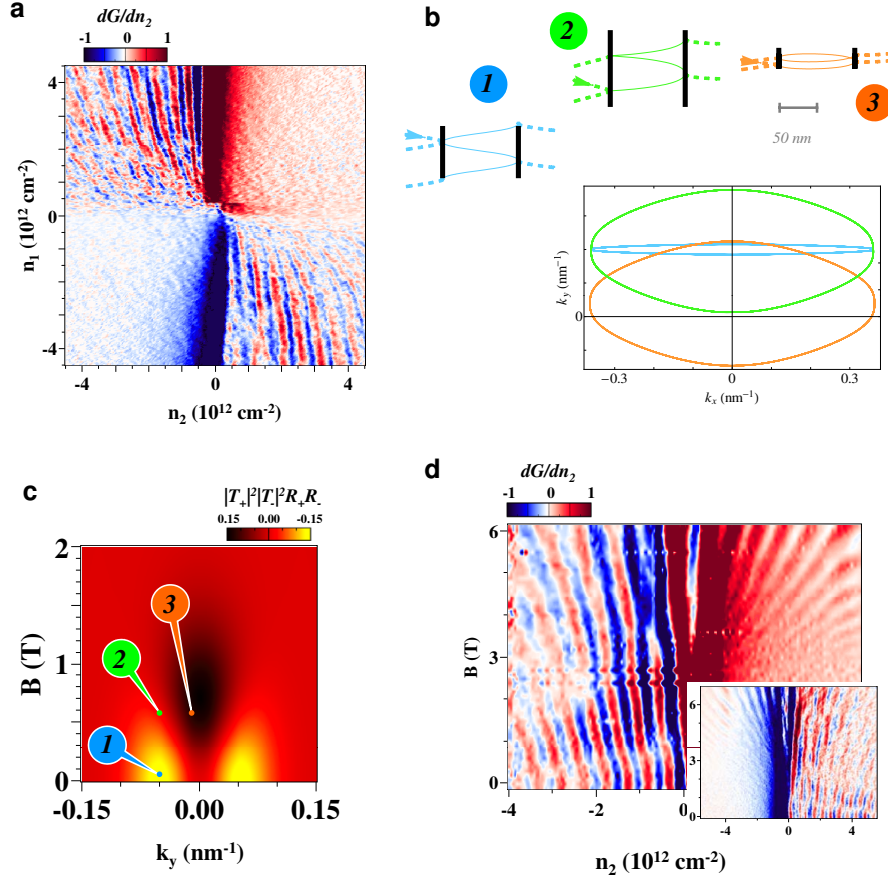 a
dG/dn2
-1 0 1
4
0
-4
n1 (10^12 cm^-2)
-4 0 4
n2 (10^12 cm^-2)
b
1
2
3
50 nm
ky (nm^-1)
0
-0.3 0 0.3
kx (nm^-1)
c
|T+|^2|T-|^2R+R-
0.15 0.00 -0.15
2
1
0
B (T)
3
2
1
-0.15 0.00 0.15
ky (nm^-1)
d
dG/dn2
-1 0 1
6
3
0
B (T)
-4 -2 0
n2 (10^12 cm^-2)
6
3
0
-4 0 4